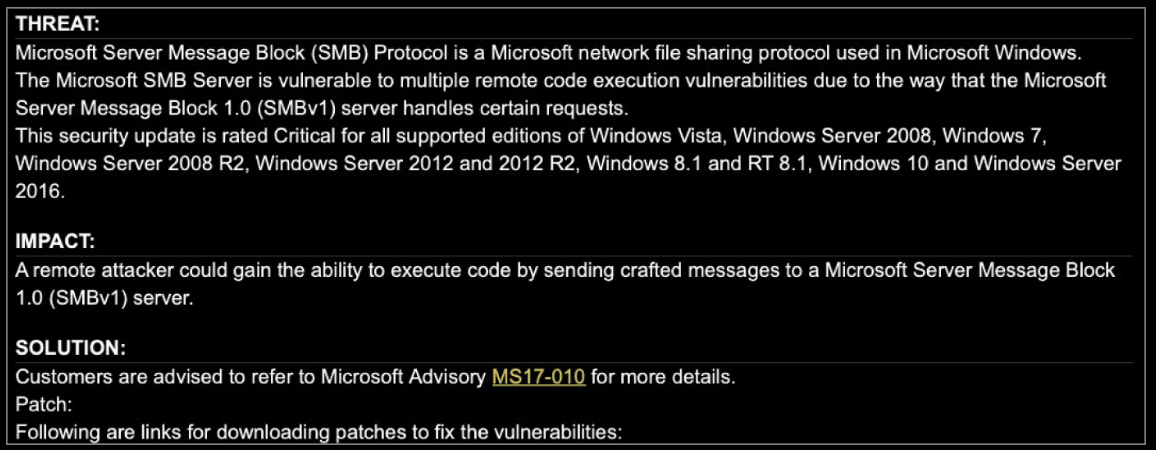 THREAT:
Microsoft Server Message Block (SMB) Protocol is a Microsoft network file sharing protocol used in Microsoft Windows.
The Microsoft SMB Server is vulnerable to multiple remote code execution vulnerabilities due to the way that the Microsoft
Server Message Block 1.0 (SMBv1) server handles certain requests.
This security update is rated Critical for all supported editions of Windows Vista, Windows Server 2008, Windows 7,
Windows Server 2008 R2, Windows Server 2012 and 2012 R2, Windows 8.1 and RT 8.1, Windows 10 and Windows Server
2016.
IMPACT:
A remote attacker could gain the ability to execute code by sending crafted messages to a Microsoft Server Message Block
1.0 (SMBv1) server.
SOLUTION:
Customers are advised to refer to Microsoft Advisory MS17-010 for more details.
Patch:
Following are links for downloading patches to fix the vulnerabilities: